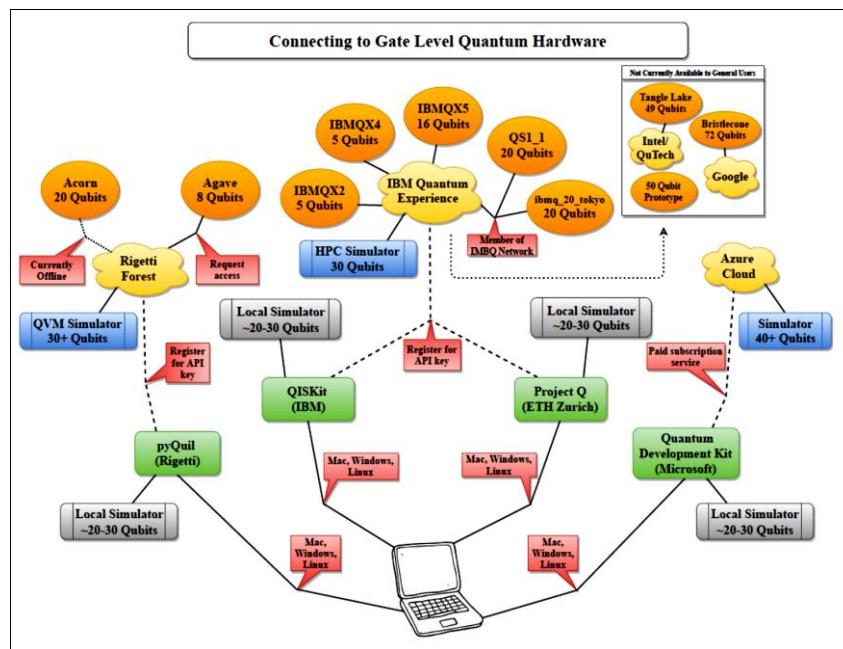 Connecting to Gate Level Quantum Hardware
Not Currently Available to General Users
Tangle Lake
49 Qubits
Bristlecone
72 Qubits
Intel/
QuTech
Google
50 Qubit
Prototype
IBMQX4
5 Qubits
IBMQX5
16 Qubits
QS1_1
20 Qubits
IBMQX2
5 Qubits
IBM Quantum
Experience
ibmq_20_tokyo
20 Qubits
HPC Simulator
30 Qubits
Member of
IMBQ Network
Acorn
20 Qubits
Agave
8 Qubits
Currently
Offline
Rigetti
Forest
Request
access
QVM Simulator
30+ Qubits
Azure
Cloud
Simulator
40+ Qubits
Local Simulator
~20-30 Qubits
Local Simulator
~20-30 Qubits
Register
for API
key
Register for
API key
Paid subscription
service
QISKit
(IBM)
Project Q
(ETH Zurich)
pyQuil
(Rigetti)
Quantum
Development Kit
(Microsoft)
Mac, Windows,
Linux
Mac, Windows,
Linux
Local Simulator
~20-30 Qubits
Local Simulator
~20-30 Qubits
Mac,
Windows,
Linux
Mac,
Windows,
Linux